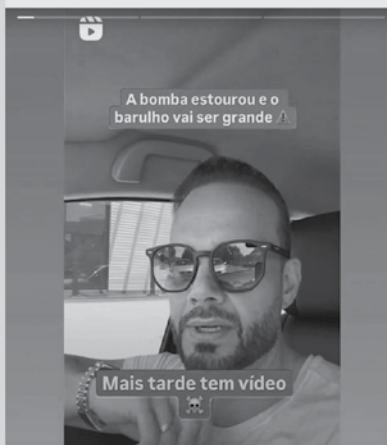 A bomba estourou e o
barulho vai ser grande ⚠
Mais tarde tem vídeo
☠